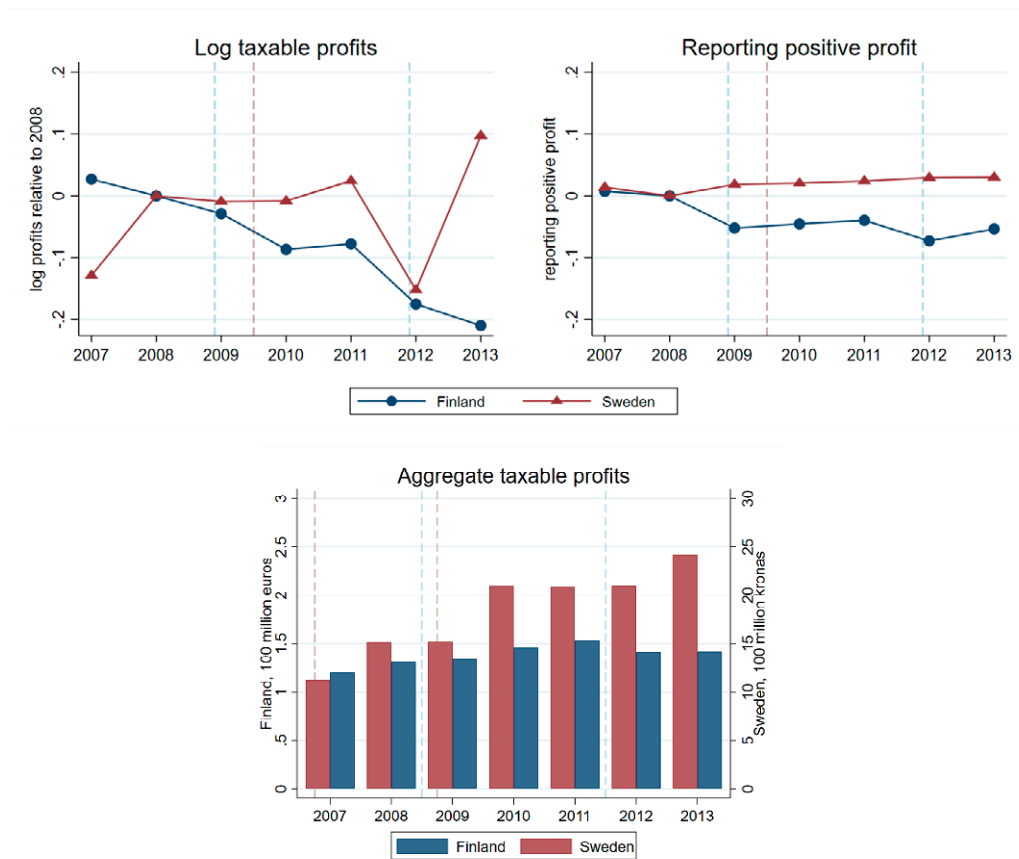 Log taxable profits
log profits relative to 2008
.2
.1
0
-.1
-.2
2007 2008 2009 2010 2011 2012 2013
Reporting positive profit
reporting positive profit
.2
.1
0
-.1
-.2
2007 2008 2009 2010 2011 2012 2013
Finland Sweden
Aggregate taxable profits
Finland, 100 million euros
3
2.5
2
1.5
1
.5
0
Sweden, 100 million kronas
30
25
20
15
10
5
0
2007 2008 2009 2010 2011 2012 2013
Finland Sweden